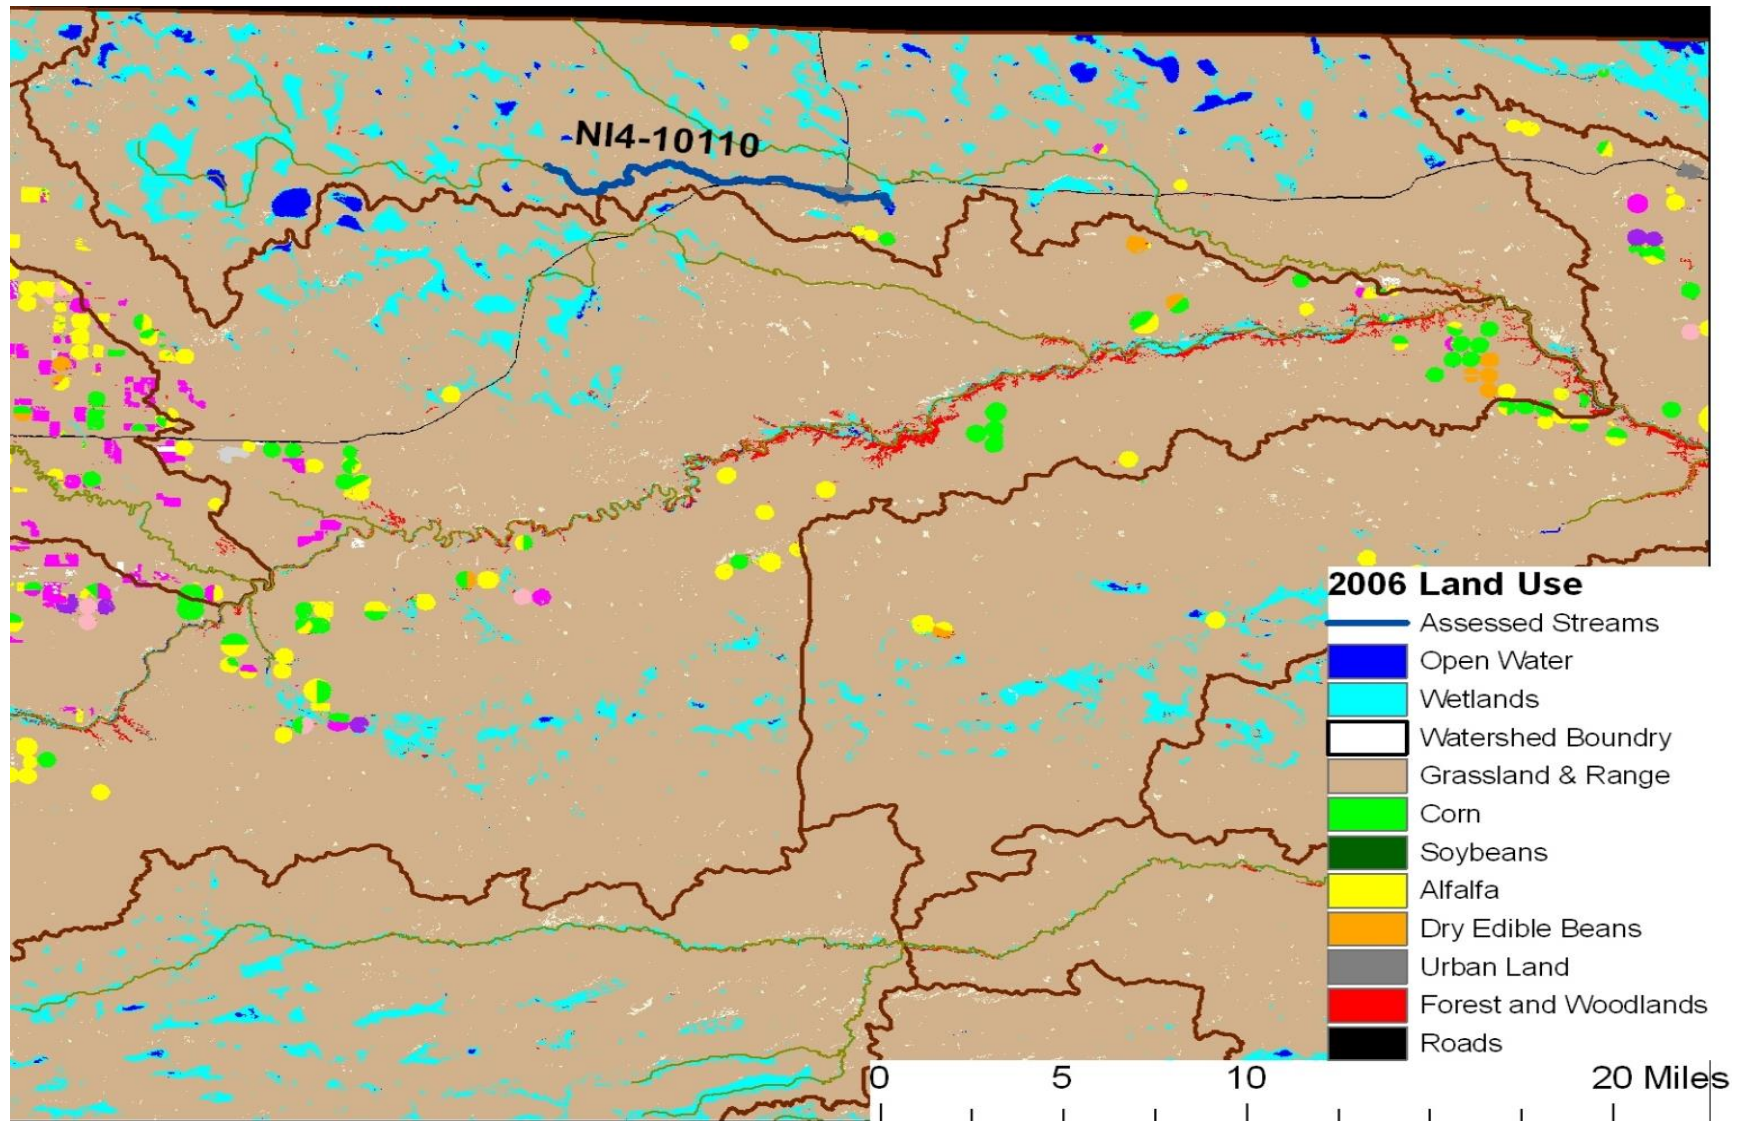 NI4-10110
2006 Land Use
Assessed Streams
Open Water
Wetlands
Watershed Boundry
Grassland & Range
Corn
Soybeans
Alfalfa
Dry Edible Beans
Urban Land
Forest and Woodlands
Roads
0 5 10 20 Miles